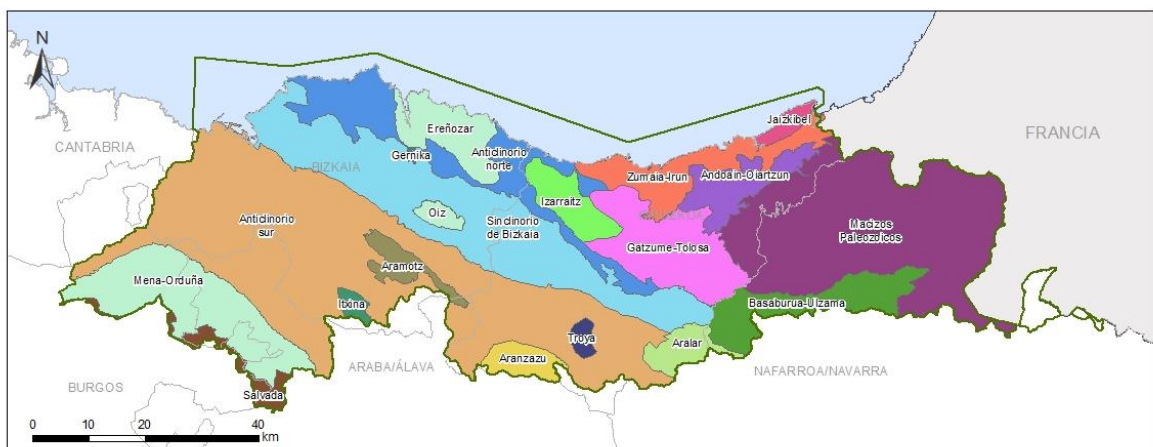 N
CANTABRIA
BIZKAIA
FRANCIA
Jaizkibel
Ereñozar
Gernika
Anticlinorio
norte
Zumaia-Irun
Andoain-Oiartzun
Izarraitz
Oiz
Anticlinorio
sur
Sinclinorio
de Bizkaia
Macizos
Paleozóicos
Gatzume-Tolosa
Aramotz
Mena-Orduña
Itxina
Basaburua-Ulzama
Troya
Aralar
Aranzazu
ARABA/ÁLAVA
NAFARROA/NAVARRA
BURGOS
Salvada
0 10 20 40
km